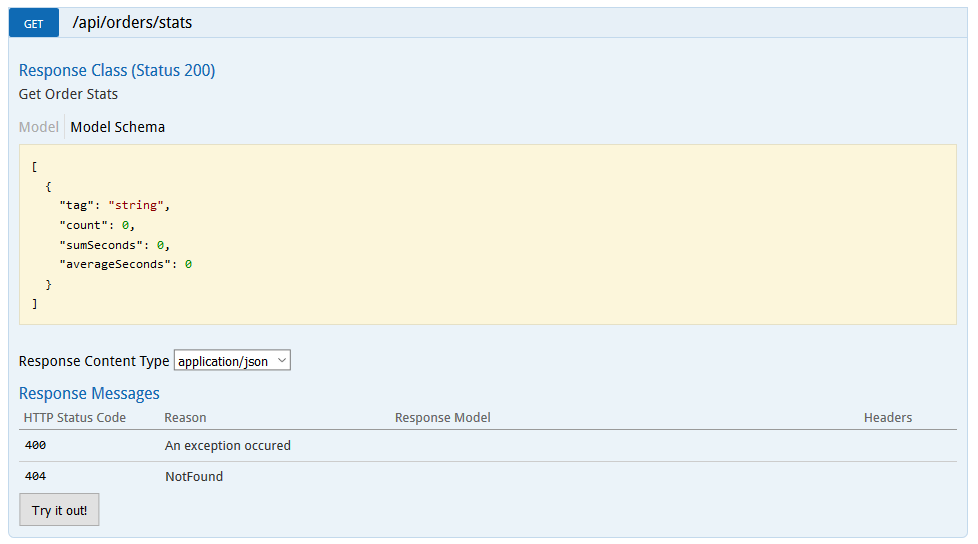 GET /api/orders/stats
Response Class (Status 200)
Get Order Stats
Model Model Schema
[
{
"tag": "string",
"count": 0,
"sumSeconds": 0,
"averageSeconds": 0
}
]
Response Content Type application/json
Response Messages
HTTP Status Code Reason Response Model Headers
400 An exception occured
404 NotFound
Try it out!